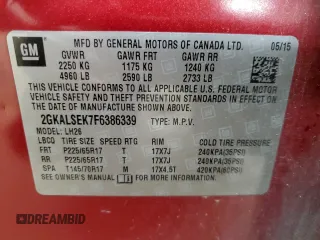 GM
MFD BY GENERAL MOTORS OF CANADA LTD. 05/15
GVWR GAWR FRT GAWR RR
2250 KG 1175 KG 1240 KG
4960 LB 2590 LB 2733 LB
THIS VEHICLE CONFORMS TO ALL APPLICABLE U.S.
FEDERAL MOTOR VEHICLE SAFETY, BUMPER, AND
THEFT PREVENTION STANDARDS IN EFFECT ON THE
DATE OF MANUFACTURE SHOWN ABOVE.
2GKALSEK7F6386339 TYPE: M.P.V.
LH26
LBCO TIRE SIZE SPEED RTG RIM COLD TIRE PRESSURE
FRT P225/65R17 T 17X7J 240KPA(35PSI)
RR P225/65R17 T 17X7J 240KPA(35PSI)
SPA T145/70R17 M 17X4.5T 420KPA(60PSI)
SEE OWNER'S MANUAL FOR MORE INFORMATION.
DREAMBID